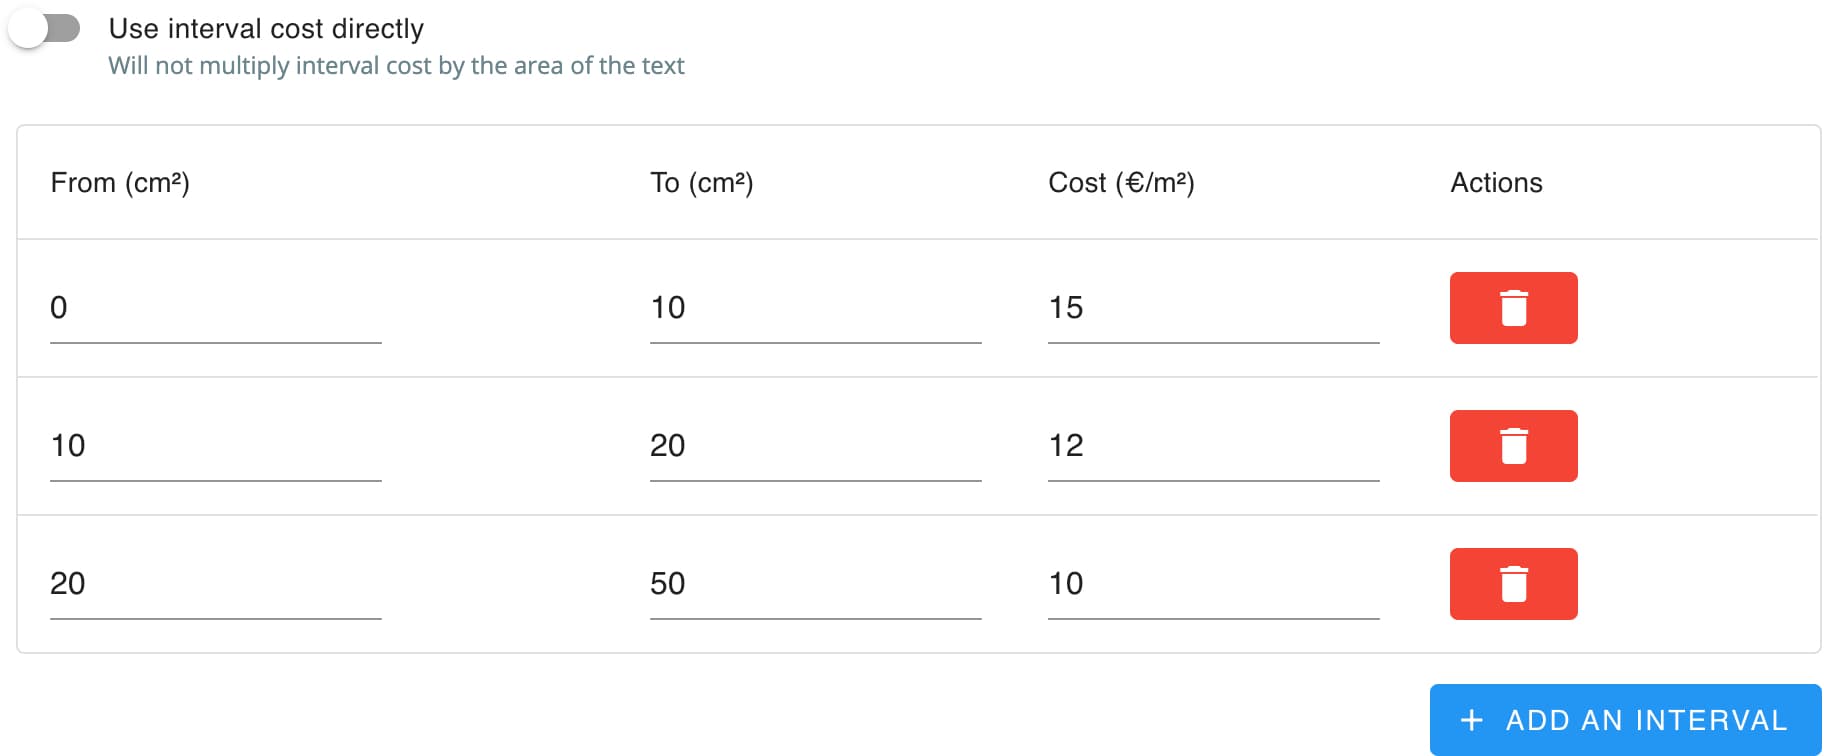 Use interval cost directly
Will not multiply interval cost by the area of the text
From (cm²) To (cm²) Cost (€/m²) Actions
0 10 15
10 20 12
20 50 10
+ ADD AN INTERVAL